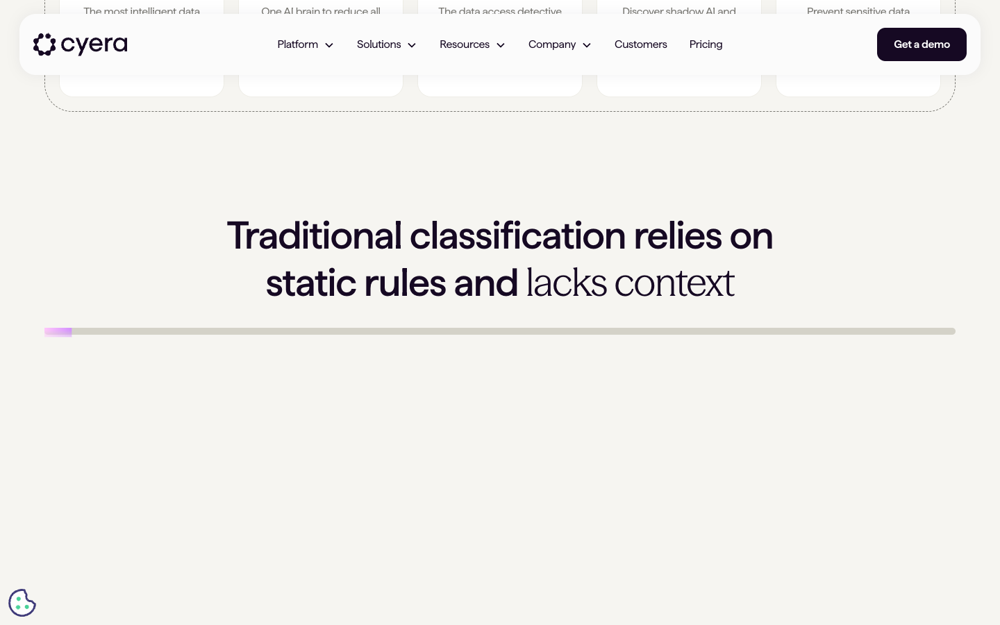 The most intelligent data
One AI brain to reduce all
The data access detective
Discover shadow AI and
Prevent sensitive data
cyera
Platform
Solutions
Resources
Company
Customers
Pricing
Get a demo
Traditional classification relies on
static rules and lacks context